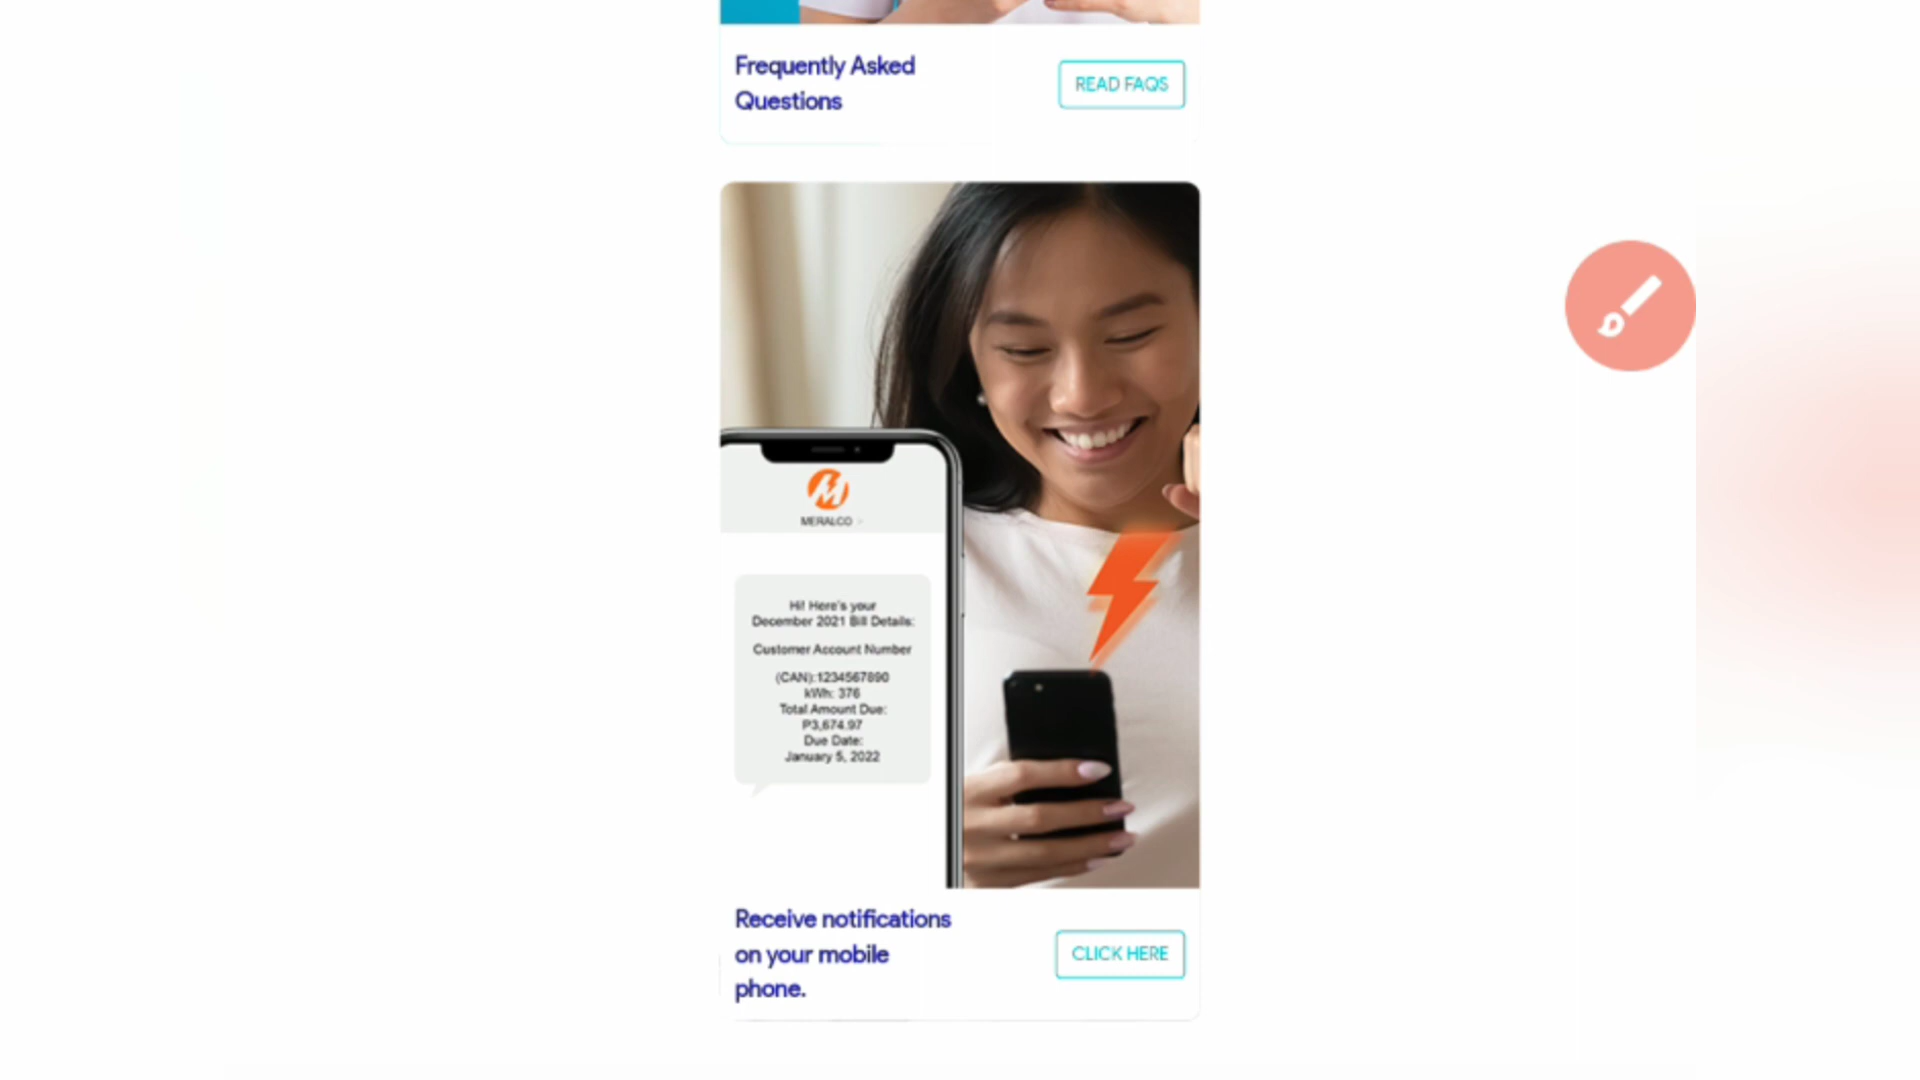 Frequently Asked
Questions
READ FAQS
MERALCO
Hi! Here's your
December 2021 Bill Details:
Customer Account Number
(CAN):1234567890
kWh: 376
Total Amount Due:
P3,674.97
Due Date:
January 5, 2022
Receive notifications
on your mobile
phone.
CLICK HERE